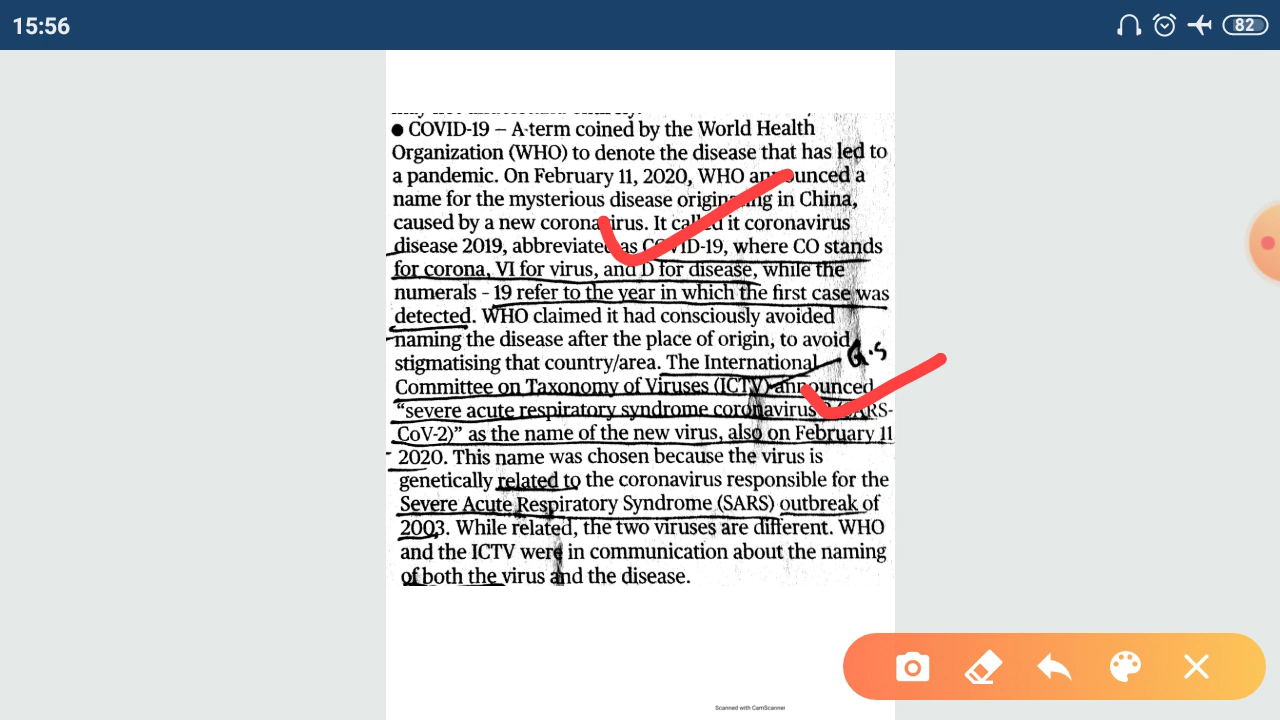 15:56
82
● COVID-19 – A term coined by the World Health
Organization (WHO) to denote the disease that has led to
a pandemic. On February 11, 2020, WHO announced a
name for the mysterious disease originating in China,
caused by a new coronavirus. It called it coronavirus
disease 2019, abbreviated as COVID-19, where CO stands
for corona, VI for virus, and D for disease, while the
numerals - 19 refer to the year in which the first case was
detected. WHO claimed it had consciously avoided
naming the disease after the place of origin, to avoid
stigmatising that country/area. The International
Committee on Taxonomy of Viruses (ICTV) announced
“severe acute respiratory syndrome coronavirus 2 (SARS-
CoV-2)” as the name of the new virus, also on February 11
2020. This name was chosen because the virus is
genetically related to the coronavirus responsible for the
Severe Acute Respiratory Syndrome (SARS) outbreak of
2003. While related, the two viruses are different. WHO
and the ICTV were in communication about the naming
of both the virus and the disease.
Scanned with CamScanner